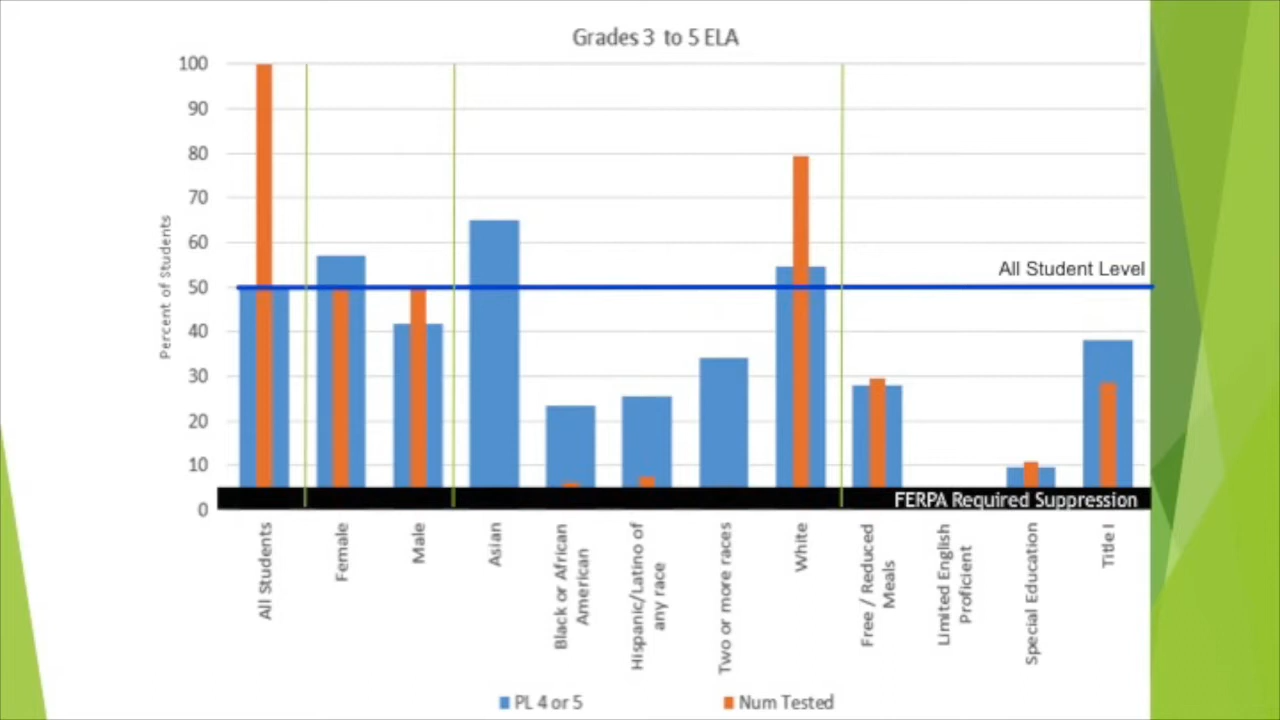 Grades 3 to 5 ELA
Percent of Students
100
90
80
70
60
50
40
30
20
10
0
All Student Level
FERPA Required Suppression
All Students
Female
Male
Asian
Black or African
American
Hispanic/Latino of
any race
Two or more races
White
Free / Reduced
Meals
Limited English
Proficient
Special Education
Title I
PL 4 or 5
Num Tested